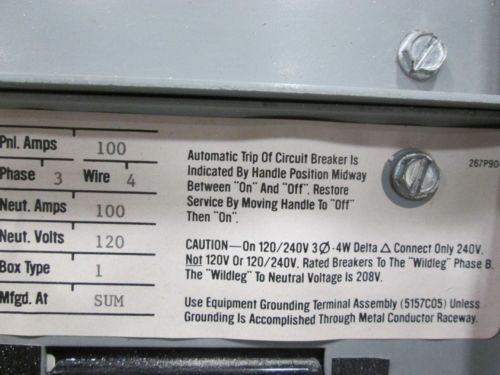 Pnl. Amps 100
Phase 3 Wire 4
Neut. Amps 100
Neut. Volts 120
Box Type 1
Mfgd. At SUM
Automatic Trip Of Circuit Breaker Is
Indicated By Handle Position Midway
Between "On" And "Off". Restore
Service By Moving Handle To "Off"
Then "On".
267P90
CAUTION—On 120/240V 3Ø-4W Delta △ Connect Only 240V,
Not 120V Or 120/240V, Rated Breakers To The "Wildleg" Phase B.
The "Wildleg" To Neutral Voltage Is 208V.
Use Equipment Grounding Terminal Assembly (5157C05) Unless
Grounding Is Accomplished Through Metal Conductor Raceway.